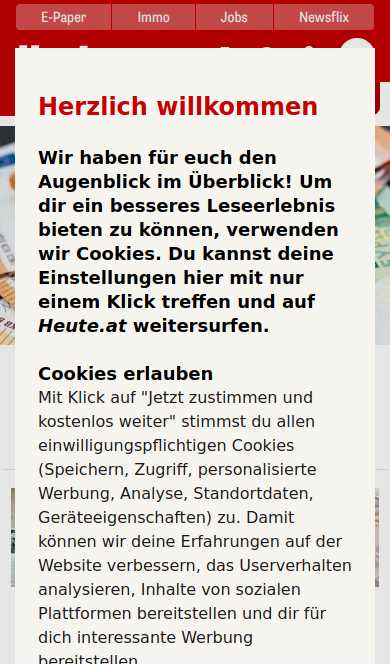 E-Paper
Immo
Jobs
Newsflix
Herzlich willkommen
Wir haben für euch den
Augenblick im Überblick! Um
dir ein besseres Leseerlebnis
bieten zu können, verwenden
wir Cookies. Du kannst deine
Einstellungen hier mit nur
einem Klick treffen und auf
Heute.at weitersurfen.
Cookies erlauben
Mit Klick auf "Jetzt zustimmen und
kostenlos weiter" stimmst du allen
einwilligungspflichtigen Cookies
(Speichern, Zugriff, personalisierte
Werbung, Analyse, Standortdaten,
Geräteeigenschaften) zu. Damit
können wir deine Erfahrungen auf der
Website verbessern, das Userverhalten
analysieren, Inhalte von sozialen
Plattformen bereitstellen und dir für
dich interessante Werbung
bereitstellen